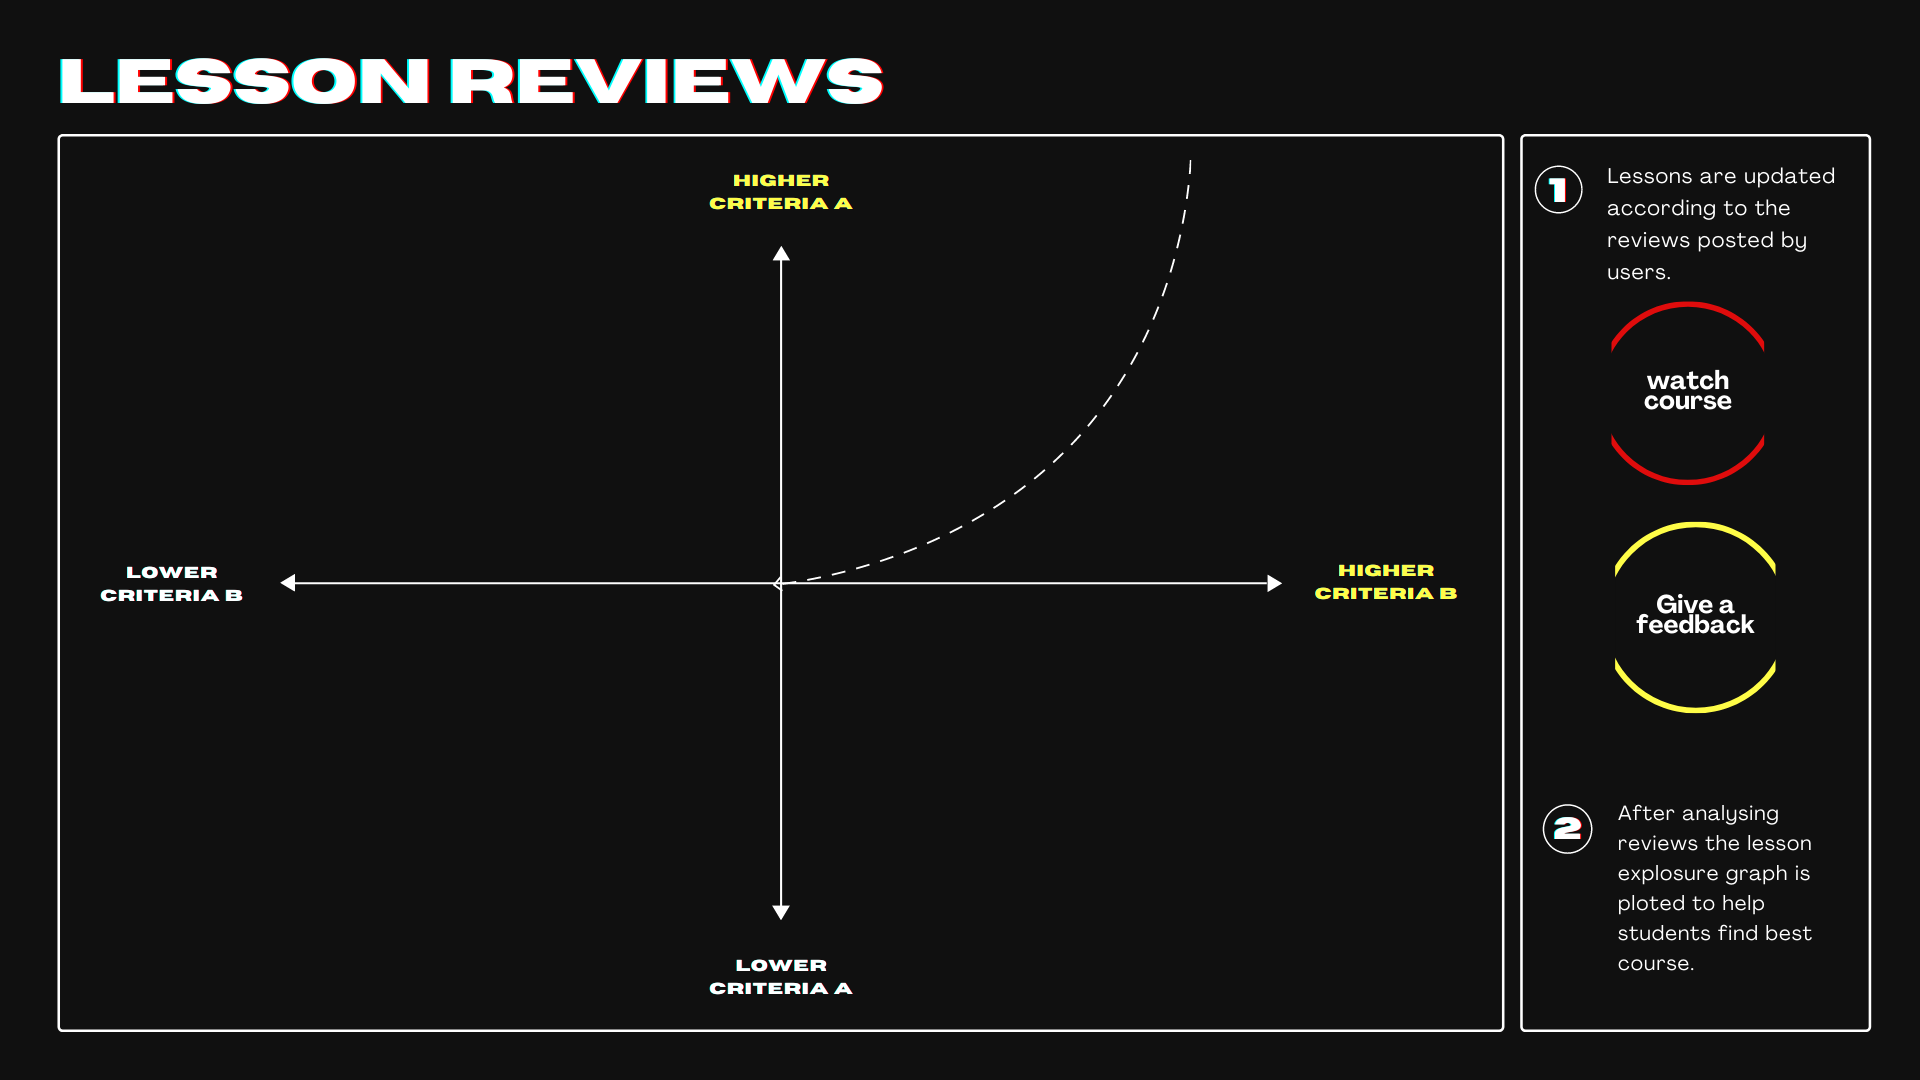 LESSON REVIEWS
HIGHER
CRITERIA A
LOWER
CRITERIA B
HIGHER
CRITERIA B
LOWER
CRITERIA A
1
Lessons are updated
according to the
reviews posted by
users.
watch
course
Give a
feedback
2
After analysing
reviews the lesson
explosure graph is
ploted to help
students find best
course.